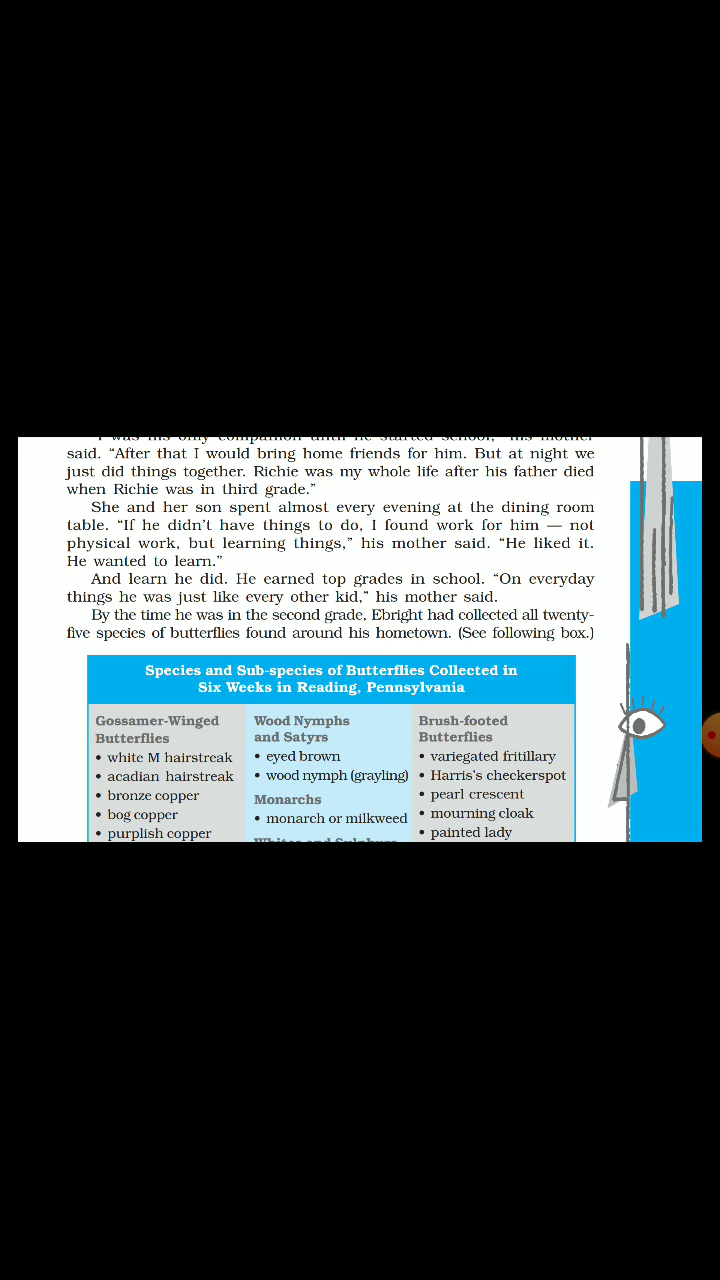 said. “After that I would bring home friends for him. But at night we
just did things together. Richie was my whole life after his father died
when Richie was in third grade.”
She and her son spent almost every evening at the dining room
table. “If he didn’t have things to do, I found work for him — not
physical work, but learning things,” his mother said. “He liked it.
He wanted to learn.”
And learn he did. He earned top grades in school. “On everyday
things he was just like every other kid,” his mother said.
By the time he was in the second grade, Ebright had collected all twenty-
five species of butterflies found around his hometown. (See following box.)
Species and Sub-species of Butterflies Collected in
Six Weeks in Reading, Pennsylvania
Gossamer-Winged
Butterflies
• white M hairstreak
• acadian hairstreak
• bronze copper
• bog copper
• purplish copper
Wood Nymphs
and Satyrs
• eyed brown
• wood nymph (grayling)
Monarchs
• monarch or milkweed
Brush-footed
Butterflies
• variegated fritillary
• Harris’s checkerspot
• pearl crescent
• mourning cloak
• painted lady